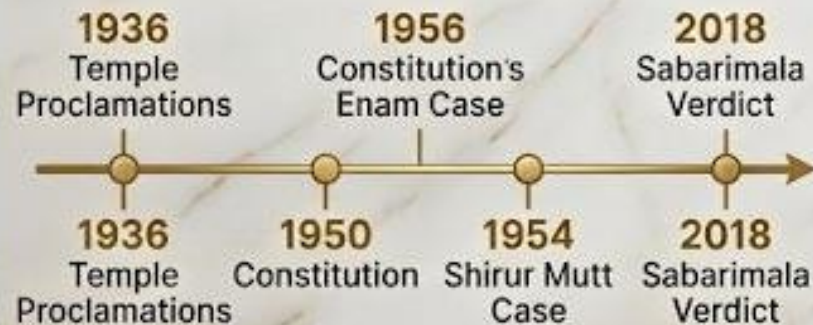 1936
Temple
Proclamations
1956
Constitution's
Enam Case
2018
Sabarimala
Verdict
1936
Temple
Proclamations
1950
Constitution
1954
Shirur Mutt
Case
2018
Sabarimala
Verdict